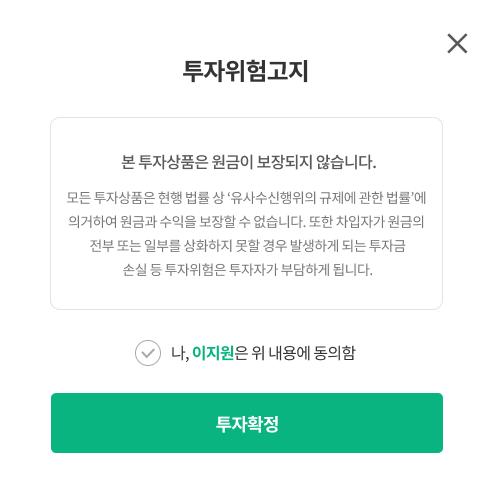 투자위험고지
본 투자상품은 원금이 보장되지 않습니다.
모든 투자상품은 현행 법률 상 ‘유사수신행위의 규제에 관한 법률’에
의거하여 원금과 수익을 보장할 수 없습니다. 또한 차입자가 원금의
전부 또는 일부를 상화하지 못할 경우 발생하게 되는 투자금
손실 등 투자위험은 투자자가 부담하게 됩니다.
나, 이지원은 위 내용에 동의함
투자확정